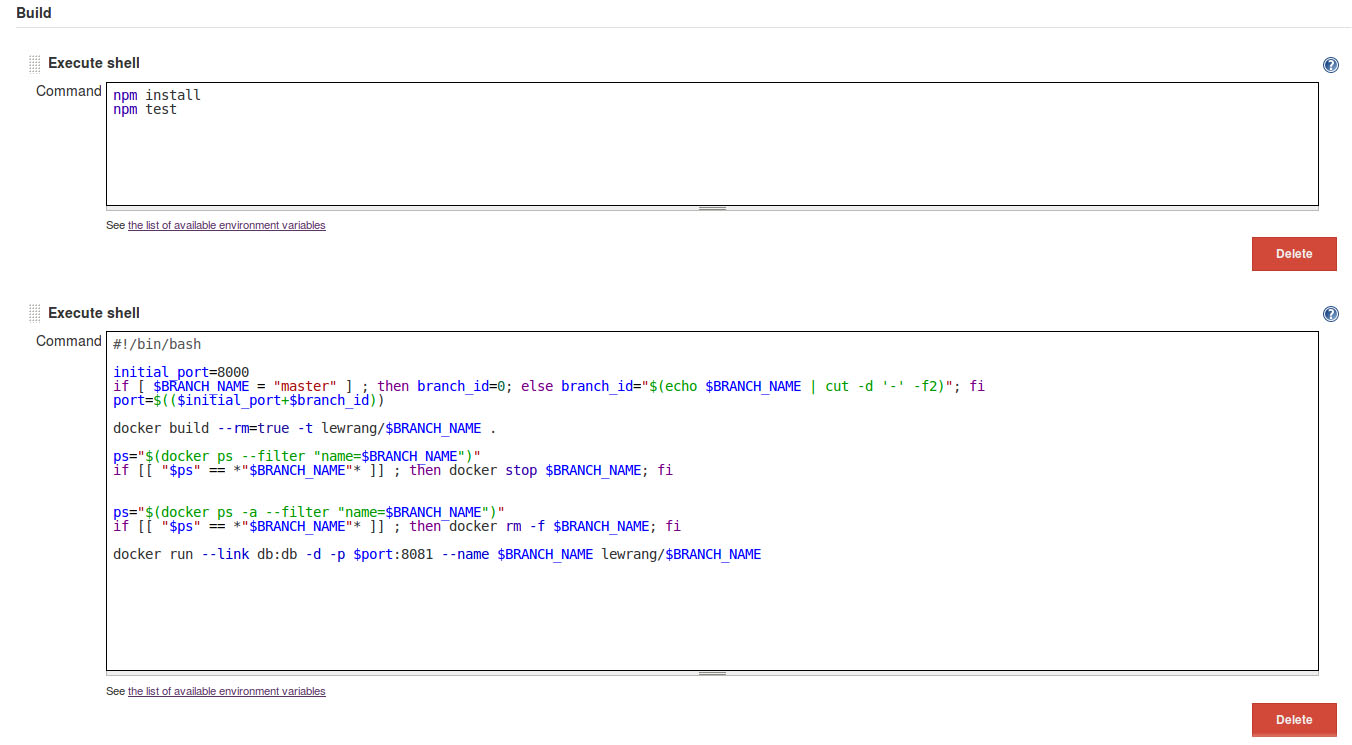 Build
Execute shell
Command
npm install
npm test
See the list of available environment variables
Delete
Execute shell
Command
#!/bin/bash
initial_port=8000
if [ $BRANCH_NAME = "master" ] ; then branch_id=0; else branch_id="$(echo $BRANCH_NAME | cut -d '-' -f2)"; fi
port=$(($initial_port+$branch_id))
docker build --rm=true -t lewrang/$BRANCH_NAME .
ps="$(docker ps --filter "name=$BRANCH_NAME")"
if [[ "$ps" == *"$BRANCH_NAME"* ]] ; then docker stop $BRANCH_NAME; fi
ps="$(docker ps -a --filter "name=$BRANCH_NAME")"
if [[ "$ps" == *"$BRANCH_NAME"* ]] ; then docker rm -f $BRANCH_NAME; fi
docker run --link db:db -d -p $port:8081 --name $BRANCH_NAME lewrang/$BRANCH_NAME
See the list of available environment variables
Delete